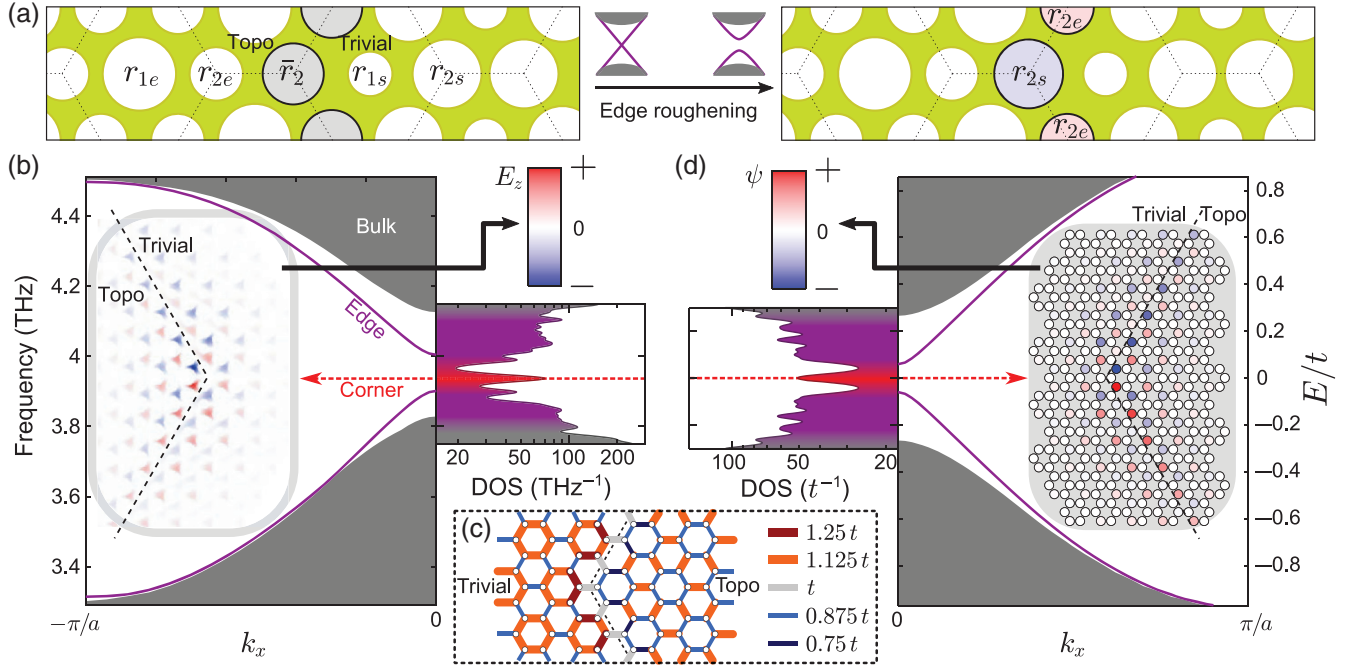 (a)
Topo
Trivial
r1e
r2e
r̄2
r1s
r2s
Edge roughening
r2e
r2s
r2e
(b)
Ez
+
0
−
Bulk
Trivial
Topo
Edge
Corner
Frequency (THz)
4.4
4.2
4
3.8
3.6
3.4
−π/a
0
kx
20
50
100
300
DOS (THz⁻¹)
(d)
ψ
+
0
−
Trivial
Topo
100
50
20
DOS (t⁻¹)
0.8
0.6
0.4
0.2
0
−0.2
−0.4
−0.6
−0.8
E/t
0
π/a
kx
(c)
Trivial
Topo
1.25 t
1.125 t
t
0.875 t
0.75 t